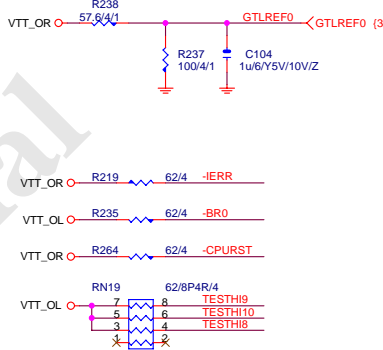 R238
VTT_OR 57.6/4/1 GTLREF0 GTLREF0 {3
R237 C104
100/4/1 1u/6/Y5V/10V/Z
VTT_OR R219 62/4 -IERR
VTT_OL R235 62/4 -BR0
VTT_OR R264 62/4 -CPURST
RN19 62/8P4R/4
VTT_OL 7 8 TESTHI9
5 6 TESTHI10
3 4 TESTHI8
1 2